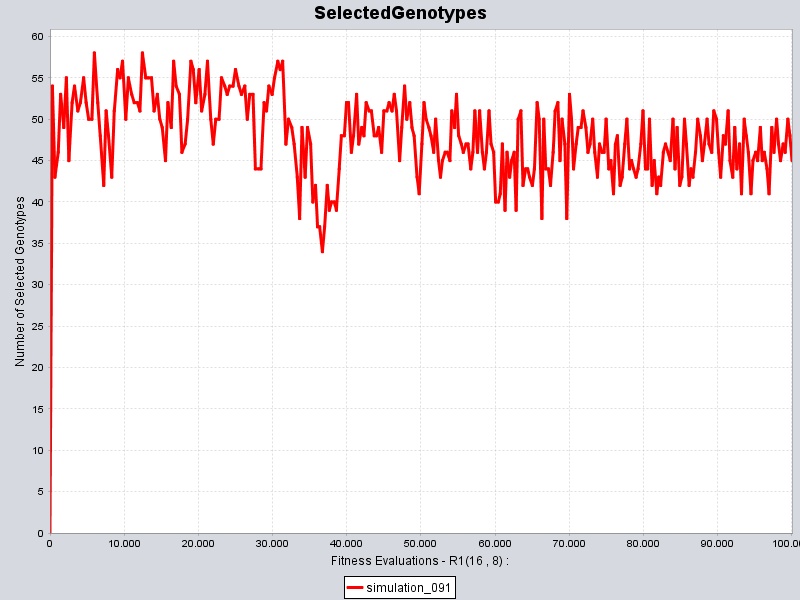 SelectedGenotypes
Number of Selected Genotypes
60
55
50
45
40
35
30
25
20
15
10
5
0
0 10.000 20.000 30.000 40.000 50.000 60.000 70.000 80.000 90.000 100.00
Fitness Evaluations - R1(16 , 8) :
simulation_091